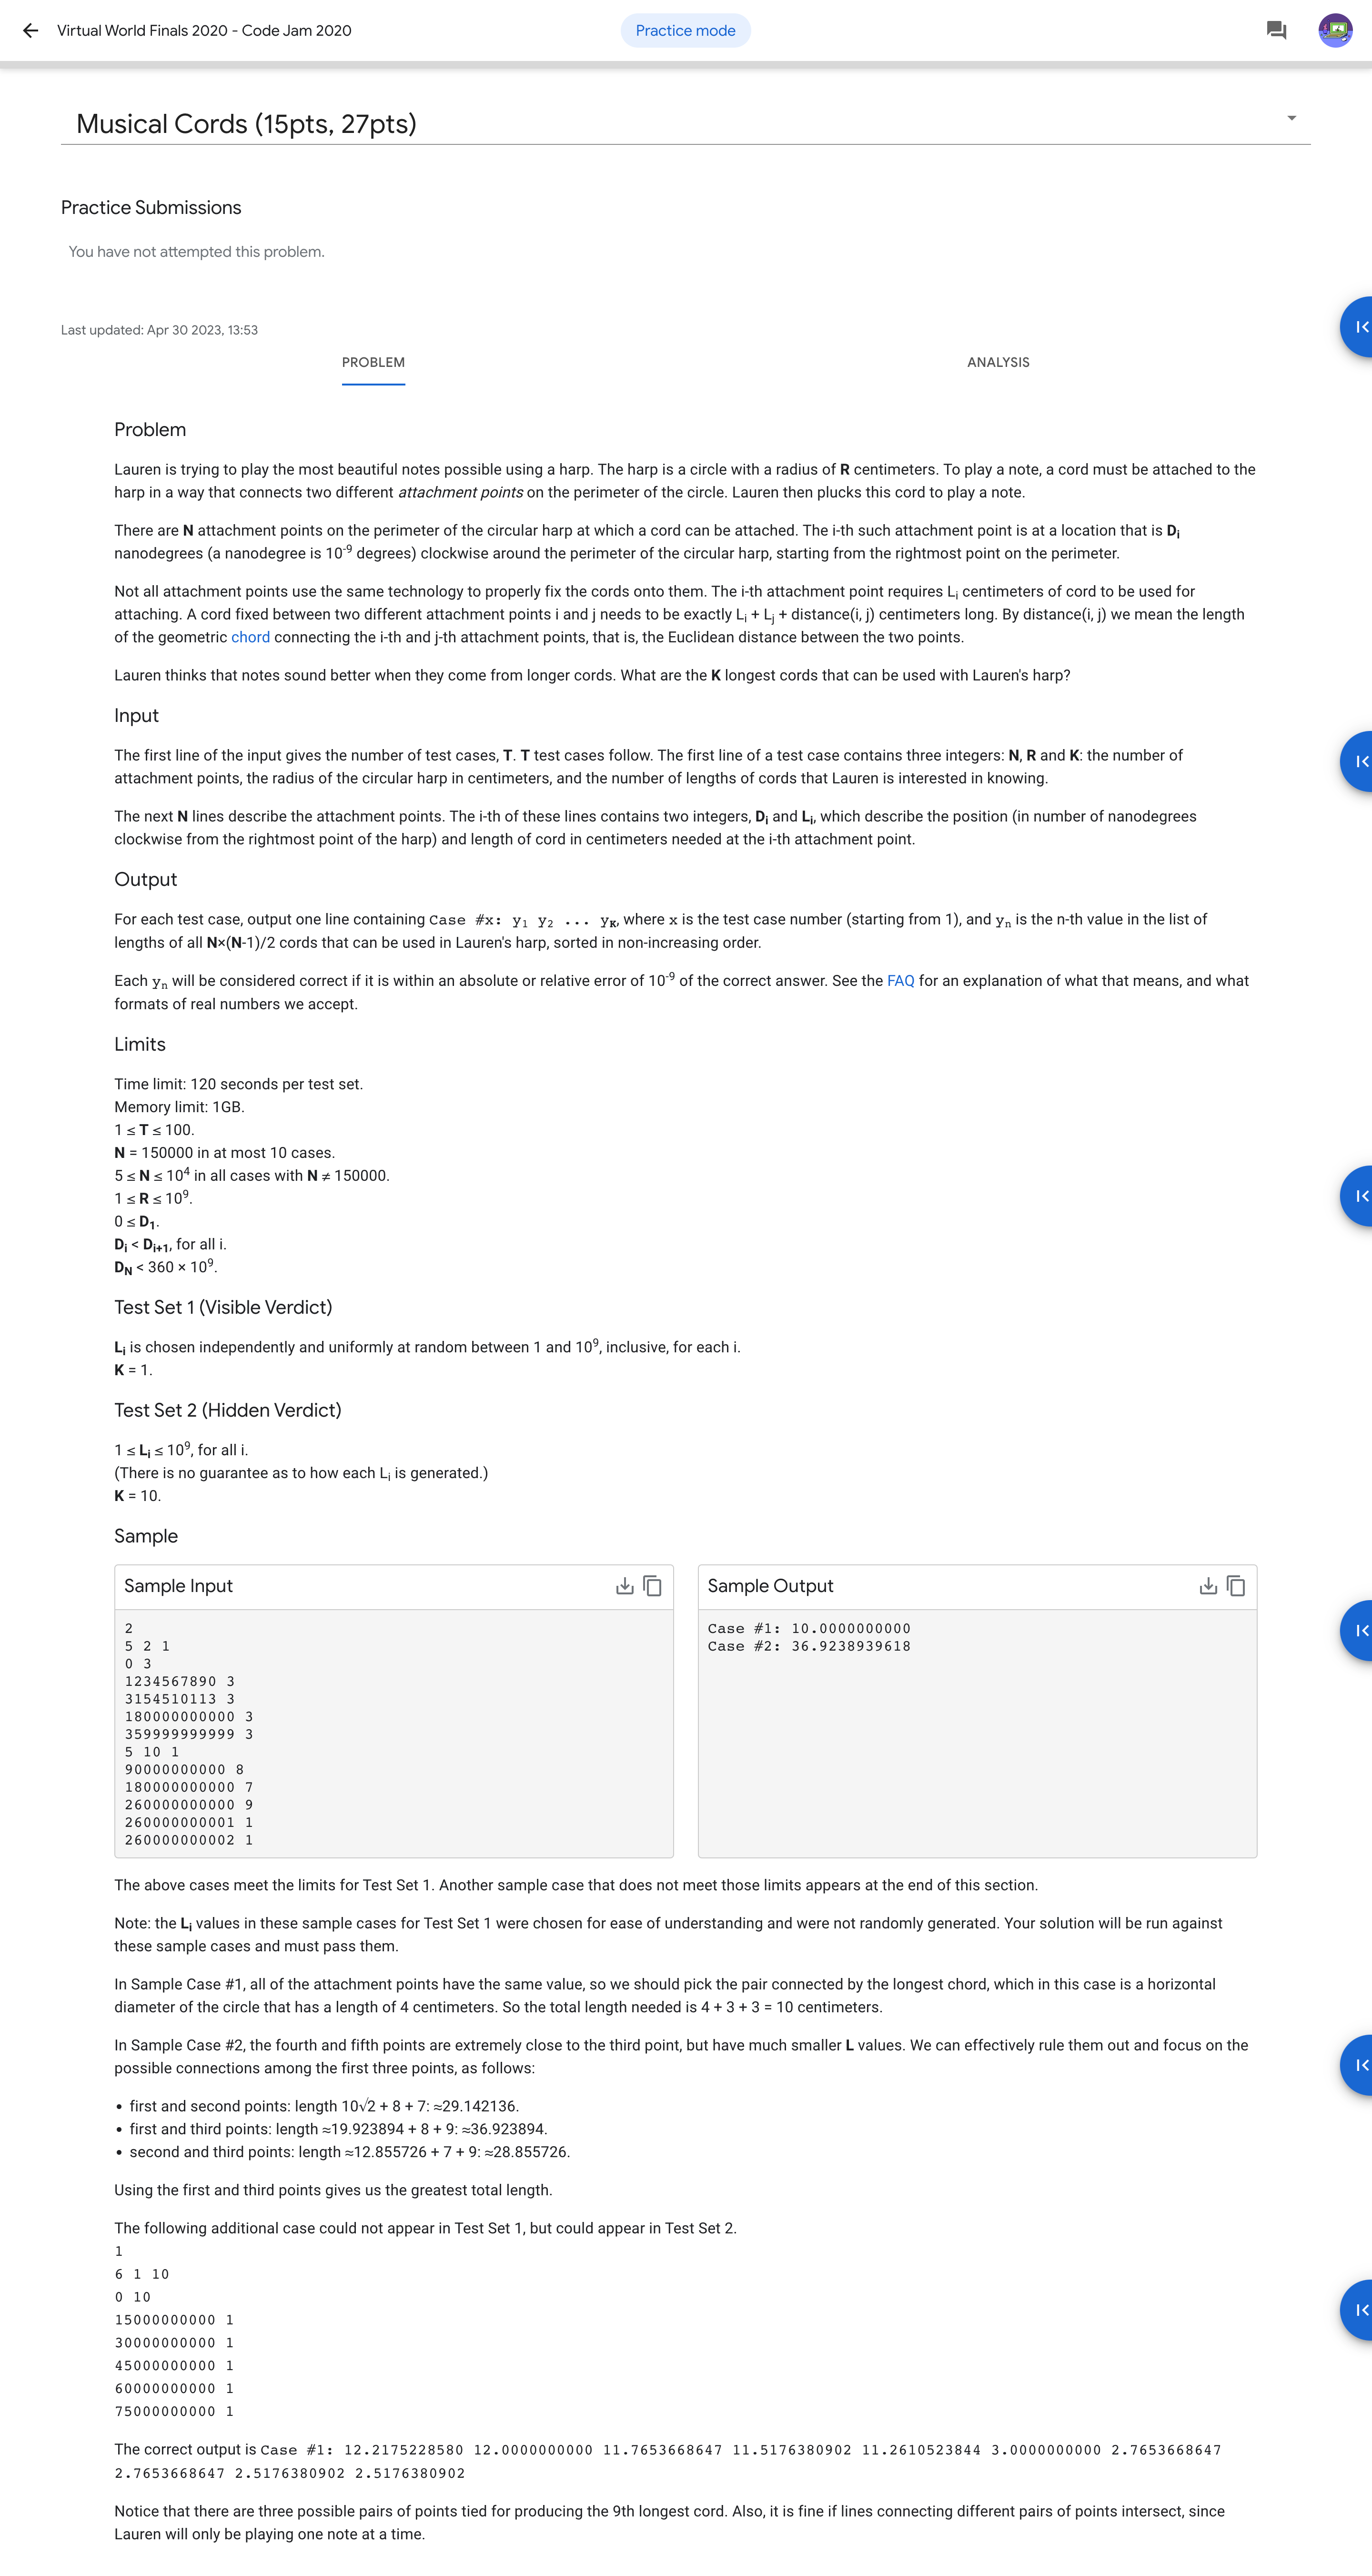 Virtual World Finals 2020 - Code Jam 2020
Practice mode
Musical Cords (15pts, 27pts)
Practice Submissions
You have not attempted this problem.
Last updated: Apr 30 2023, 13:53
PROBLEM
ANALYSIS
Problem
Lauren is trying to play the most beautiful notes possible using a harp. The harp is a circle with a radius of R centimeters. To play a note, a cord must be attached to the
harp in a way that connects two different attachment points on the perimeter of the circle. Lauren then plucks this cord to play a note.
There are N attachment points on the perimeter of the circular harp at which a cord can be attached. The i-th such attachment point is at a location that is Di
nanodegrees (a nanodegree is 10-9 degrees) clockwise around the perimeter of the circular harp, starting from the rightmost point on the perimeter.
Not all attachment points use the same technology to properly fix the cords onto them. The i-th attachment point requires Li centimeters of cord to be used for
attaching. A cord fixed between two different attachment points i and j needs to be exactly Li + Lj + distance(i, j) centimeters long. By distance(i, j) we mean the length
of the geometric chord connecting the i-th and j-th attachment points, that is, the Euclidean distance between the two points.
Lauren thinks that notes sound better when they come from longer cords. What are the K longest cords that can be used with Lauren's harp?
Input
The first line of the input gives the number of test cases, T. T test cases follow. The first line of a test case contains three integers: N, R and K: the number of
attachment points, the radius of the circular harp in centimeters, and the number of lengths of cords that Lauren is interested in knowing.
The next N lines describe the attachment points. The i-th of these lines contains two integers, Di and Li, which describe the position (in number of nanodegrees
clockwise from the rightmost point of the harp) and length of cord in centimeters needed at the i-th attachment point.
Output
For each test case, output one line containing Case #x: y1 y2 ... yK, where x is the test case number (starting from 1), and yn is the n-th value in the list of
lengths of all N×(N-1)/2 cords that can be used in Lauren's harp, sorted in non-increasing order.
Each yn will be considered correct if it is within an absolute or relative error of 10-9 of the correct answer. See the FAQ for an explanation of what that means, and what
formats of real numbers we accept.
Limits
Time limit: 120 seconds per test set.
Memory limit: 1GB.
1 ≤ T ≤ 100.
N = 150000 in at most 10 cases.
5 ≤ N ≤ 10^4 in all cases with N ≠ 150000.
1 ≤ R ≤ 10^9.
0 ≤ D1.
Di < Di+1, for all i.
DN < 360 × 10^9.
Test Set 1 (Visible Verdict)
Li is chosen independently and uniformly at random between 1 and 10^9, inclusive, for each i.
K = 1.
Test Set 2 (Hidden Verdict)
1 ≤ Li ≤ 10^9, for all i.
(There is no guarantee as to how each Li is generated.)
K = 10.
Sample
Sample Input
2
5 2 1
0 3
1234567890 3
3154510113 3
180000000000 3
359999999999 3
5 10 1
90000000000 8
180000000000 7
260000000000 9
260000000001 1
260000000002 1
Sample Output
Case #1: 10.0000000000
Case #2: 36.9238939618
The above cases meet the limits for Test Set 1. Another sample case that does not meet those limits appears at the end of this section.
Note: the Li values in these sample cases for Test Set 1 were chosen for ease of understanding and were not randomly generated. Your solution will be run against
these sample cases and must pass them.
In Sample Case #1, all of the attachment points have the same value, so we should pick the pair connected by the longest chord, which in this case is a horizontal
diameter of the circle that has a length of 4 centimeters. So the total length needed is 4 + 3 + 3 = 10 centimeters.
In Sample Case #2, the fourth and fifth points are extremely close to the third point, but have much smaller L values. We can effectively rule them out and focus on the
possible connections among the first three points, as follows:
• first and second points: length 10√2 + 8 + 7: ≈29.142136.
• first and third points: length ≈19.923894 + 8 + 9: ≈36.923894.
• second and third points: length ≈12.855726 + 7 + 9: ≈28.855726.
Using the first and third points gives us the greatest total length.
The following additional case could not appear in Test Set 1, but could appear in Test Set 2.
1
6 1 10
0 10
15000000000 1
30000000000 1
45000000000 1
60000000000 1
75000000000 1
The correct output is Case #1: 12.2175228580 12.0000000000 11.7653668647 11.5176380902 11.2610523844 3.0000000000 2.7653668647
2.7653668647 2.5176380902 2.5176380902
Notice that there are three possible pairs of points tied for producing the 9th longest cord. Also, it is fine if lines connecting different pairs of points intersect, since
Lauren will only be playing one note at a time.